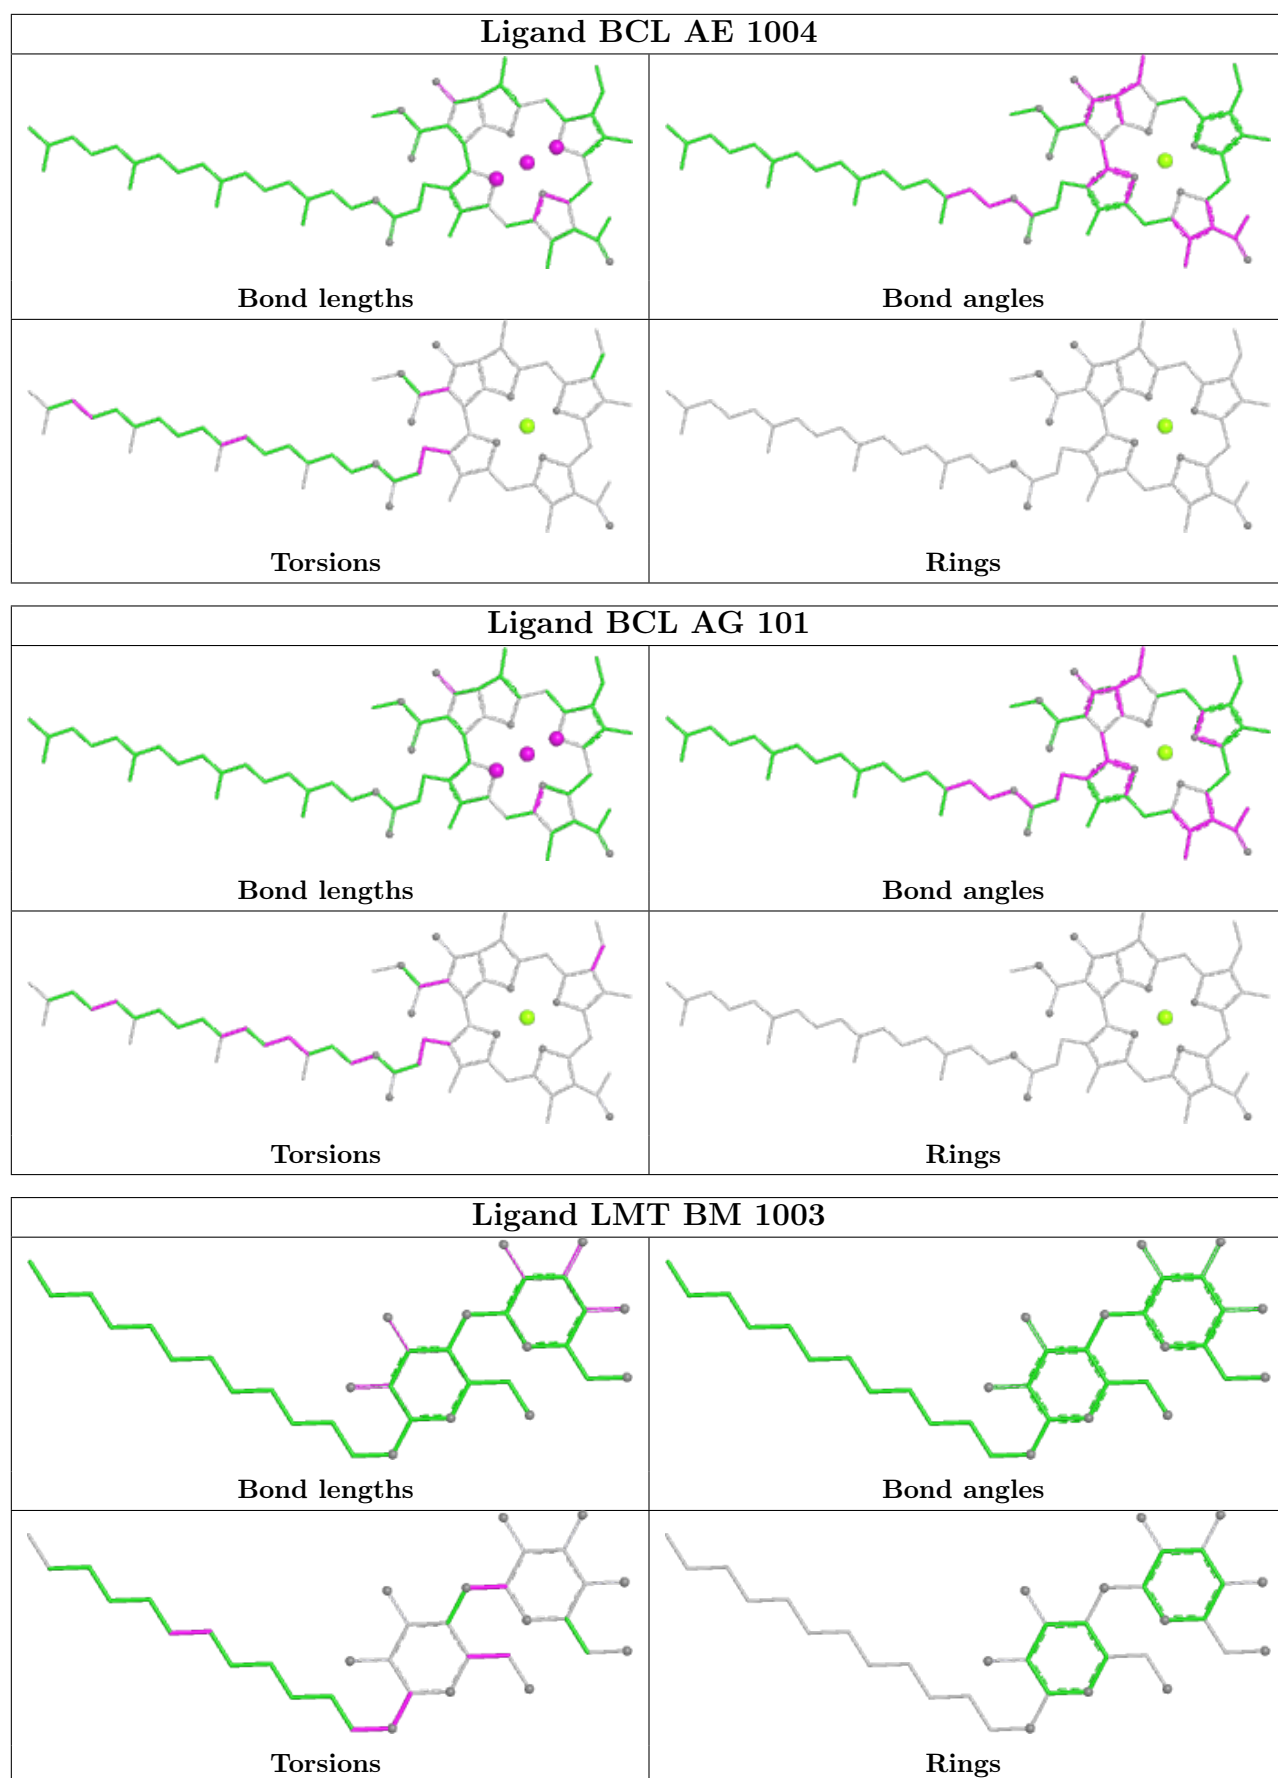 Ligand BCL AE 1004
Bond lengths
Bond angles
Torsions
Rings
Ligand BCL AG 101
Bond lengths
Bond angles
Torsions
Rings
Ligand LMT BM 1003
Bond lengths
Bond angles
Torsions
Rings